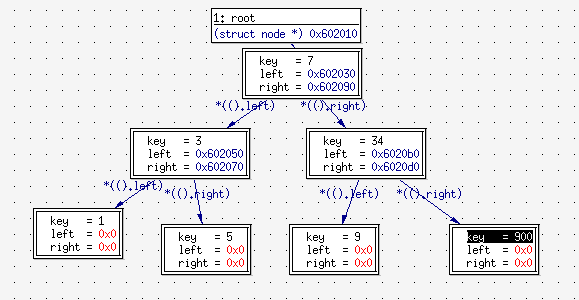 1: root
(struct node *) 0x602010
key = 7
left = 0x602030
right = 0x602090
*(().left)
*(().right)
key = 3
left = 0x602050
right = 0x602070
key = 34
left = 0x6020b0
right = 0x6020d0
*(().left)
*(().right)
*(().left)
*(().right)
key = 1
left = 0x0
right = 0x0
key = 5
left = 0x0
right = 0x0
key = 9
left = 0x0
right = 0x0
key = 900
left = 0x0
right = 0x0